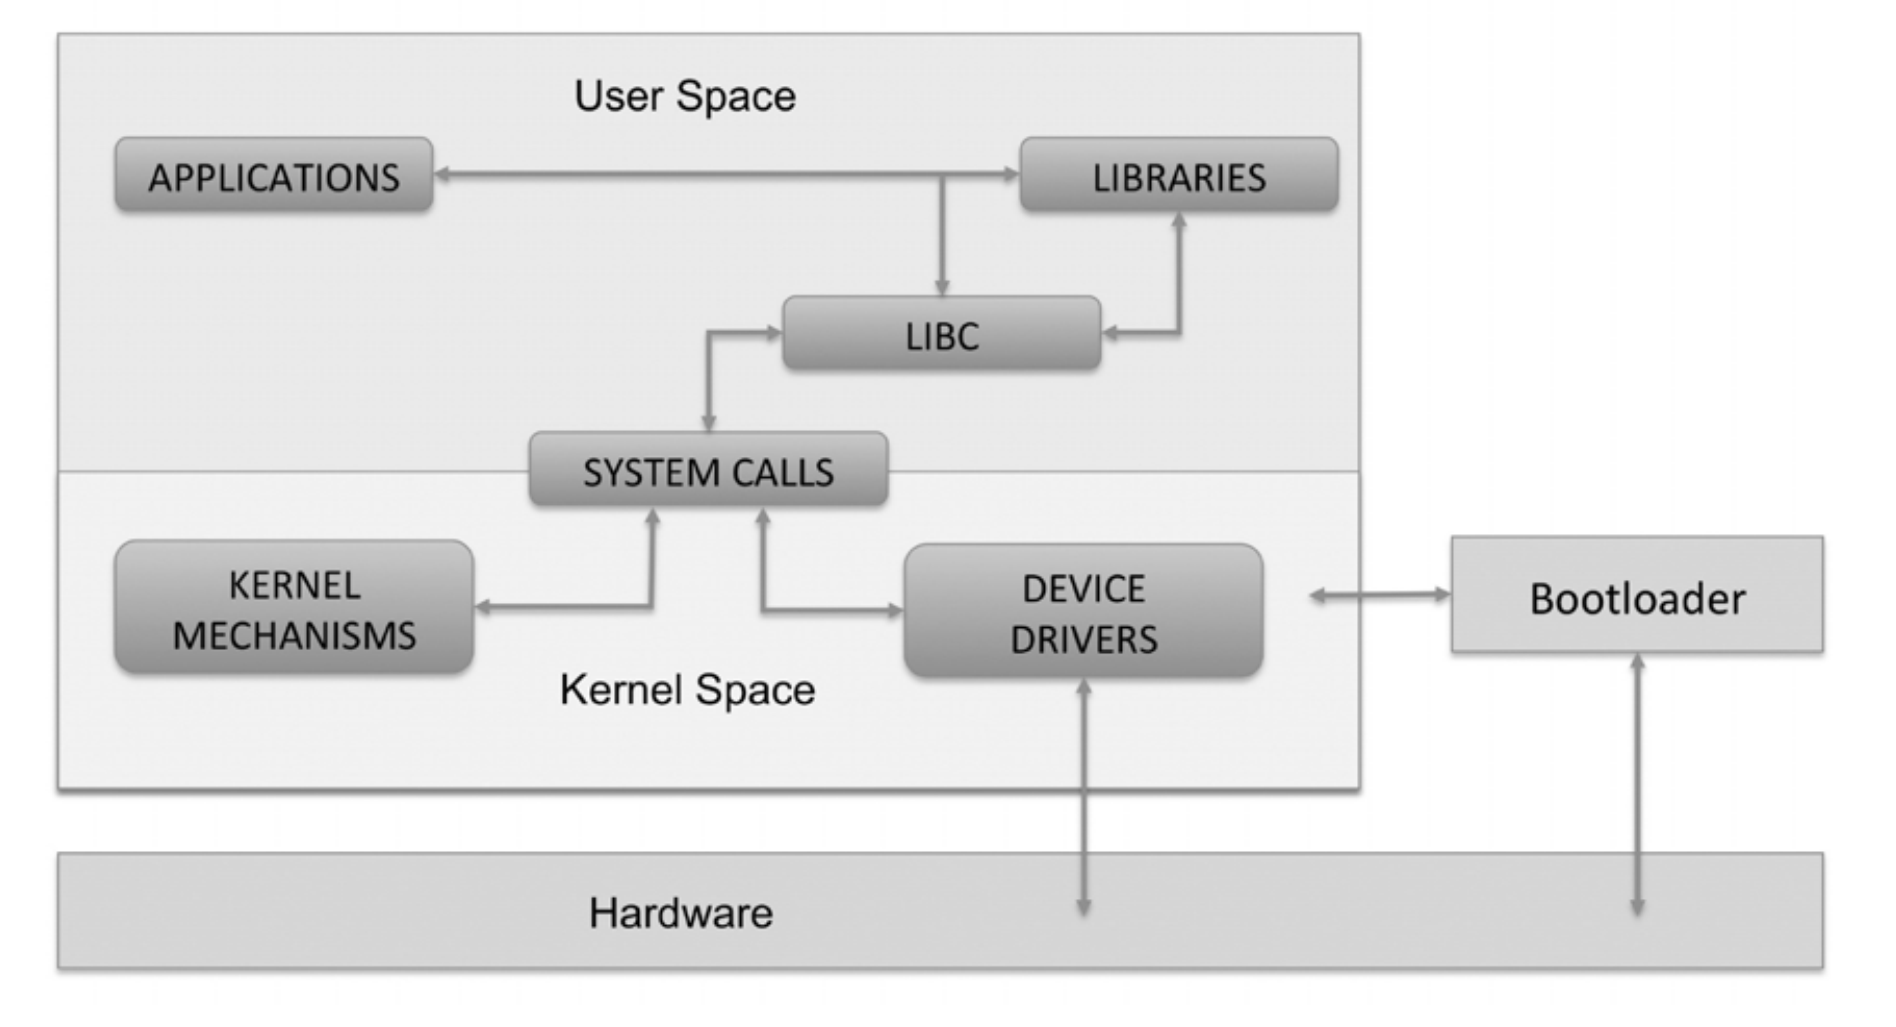 User Space
APPLICATIONS
LIBRARIES
LIBC
SYSTEM CALLS
KERNEL
MECHANISMS
DEVICE
DRIVERS
Bootloader
Kernel Space
Hardware